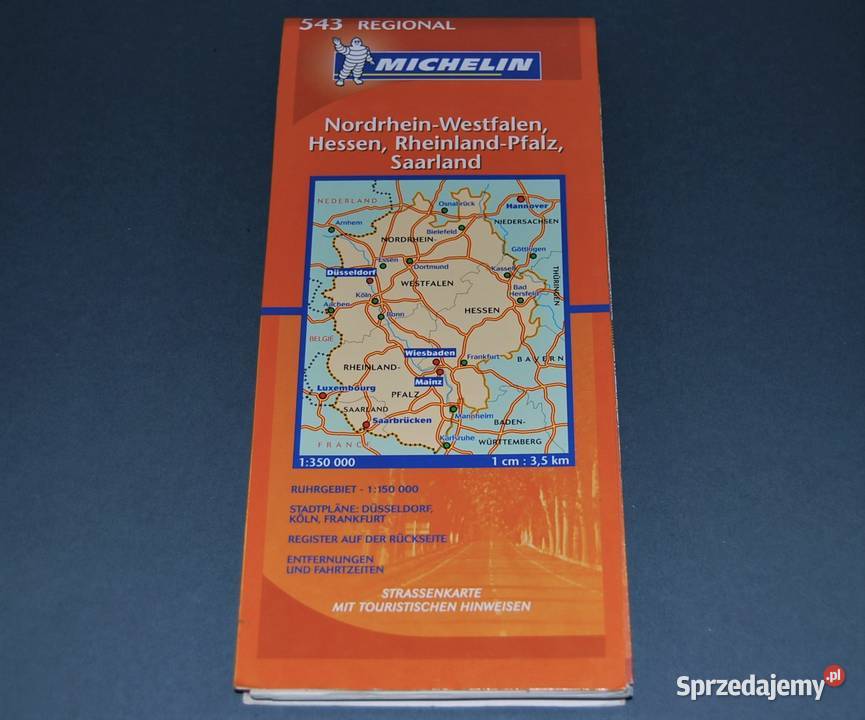 543 REGIONAL
MICHELIN
Nordrhein-Westfalen,
Hessen, Rheinland-Pfalz,
Saarland
NEDERLAND
Osnabrück
Hannover
Arnhem
Bielefeld
NIEDERSACHSEN
NORDRHEIN-
Göttingen
Essen
Dortmund
Kassel
Düsseldorf
WESTFALEN
THÜRINGEN
Köln
Bad
Hersfeld
Aachen
HESSEN
Bonn
BELGIE
Wiesbaden
Frankfurt
BAYERN
RHEINLAND-
Mainz
Luxembourg
PFALZ
SAARLAND
Mannheim
Saarbrücken
BADEN-
Karlsruhe
WÜRTTEMBERG
FRANCE
1:350 000
1 cm : 3,5 km
RUHRGEBIET - 1:150 000
STADTPLÄNE: DÜSSELDORF,
KÖLN, FRANKFURT
REGISTER AUF DER RÜCKSEITE
ENTFERNUNGEN
UND FAHRTZEITEN
STRASSENKARTE
MIT TOURISTISCHEN HINWEISEN
Sprzedajemy.pl